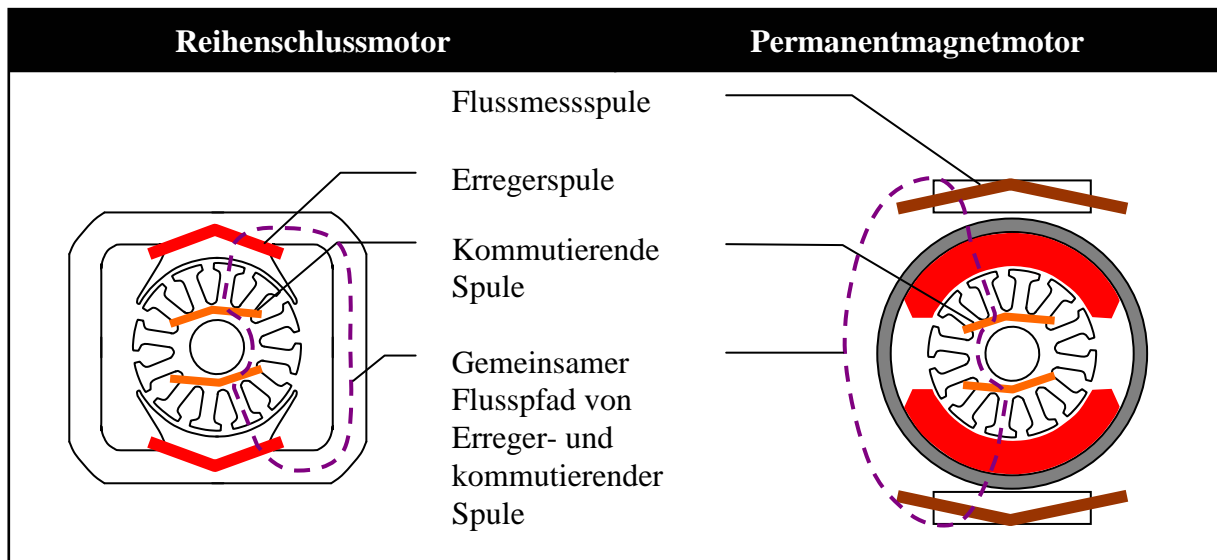 Reihenschlussmotor
Permanentmagnetmotor
Flussmessspule
Erregerspule
Kommutierende
Spule
Gemeinsamer
Flusspfad von
Erreger- und
kommutierender
Spule